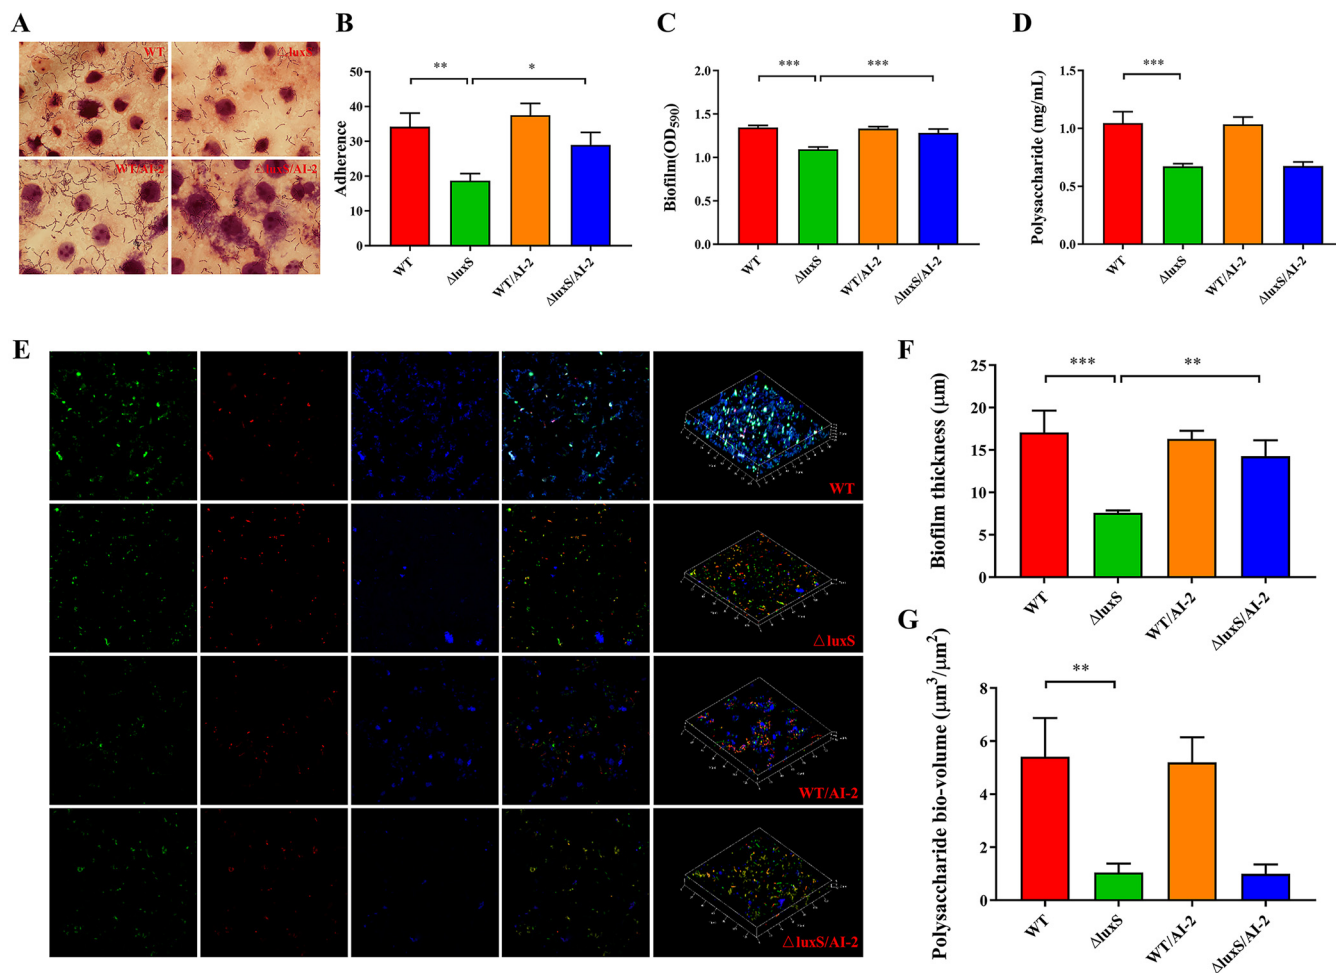 A
WT
luxS
WT/AI-2
△luxS/AI-2
B
**
*
50
40
30
20
10
0
Adherence
WT
ΔluxS
WT/AI-2
ΔluxS/AI-2
C
***
***
2.0
1.5
1.0
0.5
0.0
Biofilm(OD590)
WT
ΔluxS
WT/AI-2
ΔluxS/AI-2
D
***
1.5
1.0
0.5
0.0
Polysaccharide (mg/mL)
WT
ΔluxS
WT/AI-2
ΔluxS/AI-2
E
WT
△luxS
WT/AI-2
△luxS/AI-2
F
***
**
25
20
15
10
5
0
Biofilm thickness (μm)
WT
ΔluxS
WT/AI-2
ΔluxS/AI-2
G
**
8
6
4
2
0
Polysaccharide bio-volume (μm³/μm²)
WT
ΔluxS
WT/AI-2
ΔluxS/AI-2